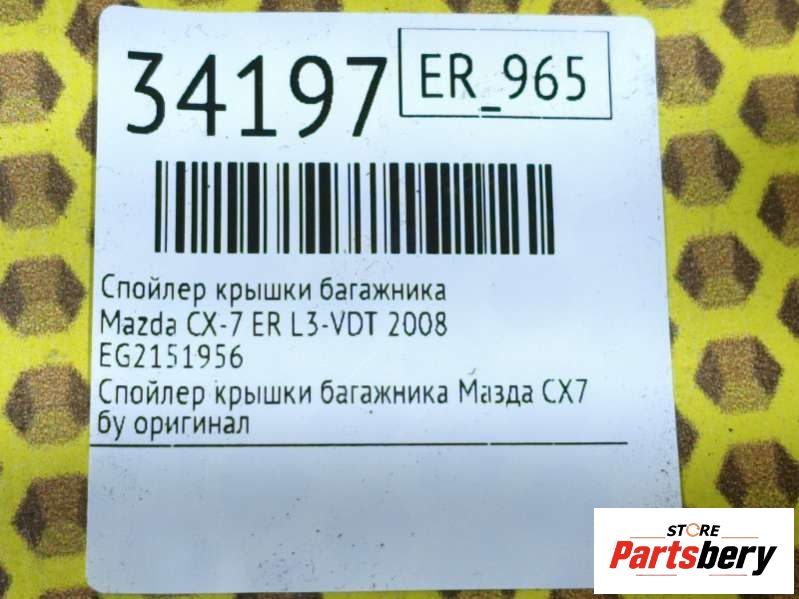 34197
ER_965
Спойлер крышки багажника
Mazda CX-7 ER L3-VDT 2008
EG2151956
Спойлер крышки багажника Мазда СХ7
бу оригинал
STORE
Partsbery